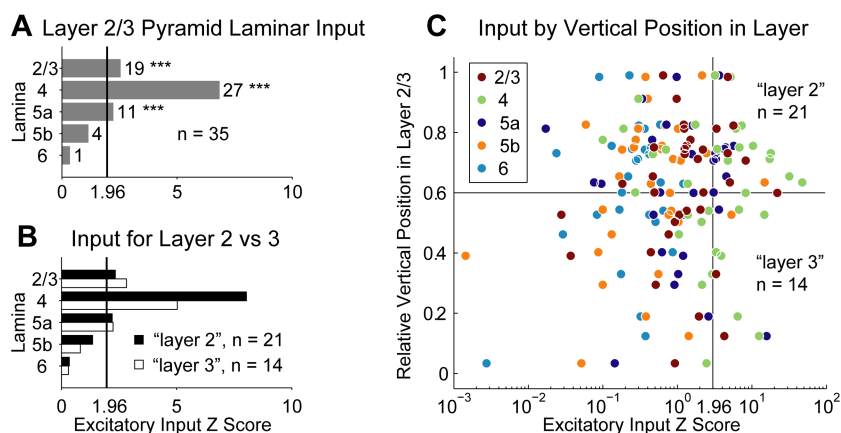 A Layer 2/3 Pyramid Laminar Input
Lamina
2/3 19 ***
4 27 ***
5a 11 ***
5b 4 n = 35
6 1
0 1.96 5 10
B Input for Layer 2 vs 3
Lamina
2/3
4
5a
5b
6
“layer 2”, n = 21
“layer 3”, n = 14
0 1.96 5 10
Excitatory Input Z Score
C Input by Vertical Position in Layer
Relative Vertical Position in Layer 2/3
1
0.8
0.6
0.4
0.2
0
2/3
4
5a
5b
6
“layer 2”
n = 21
“layer 3”
n = 14
10^−3 10^−2 10^−1 10^0 1.96 10^1 10^2
Excitatory Input Z Score